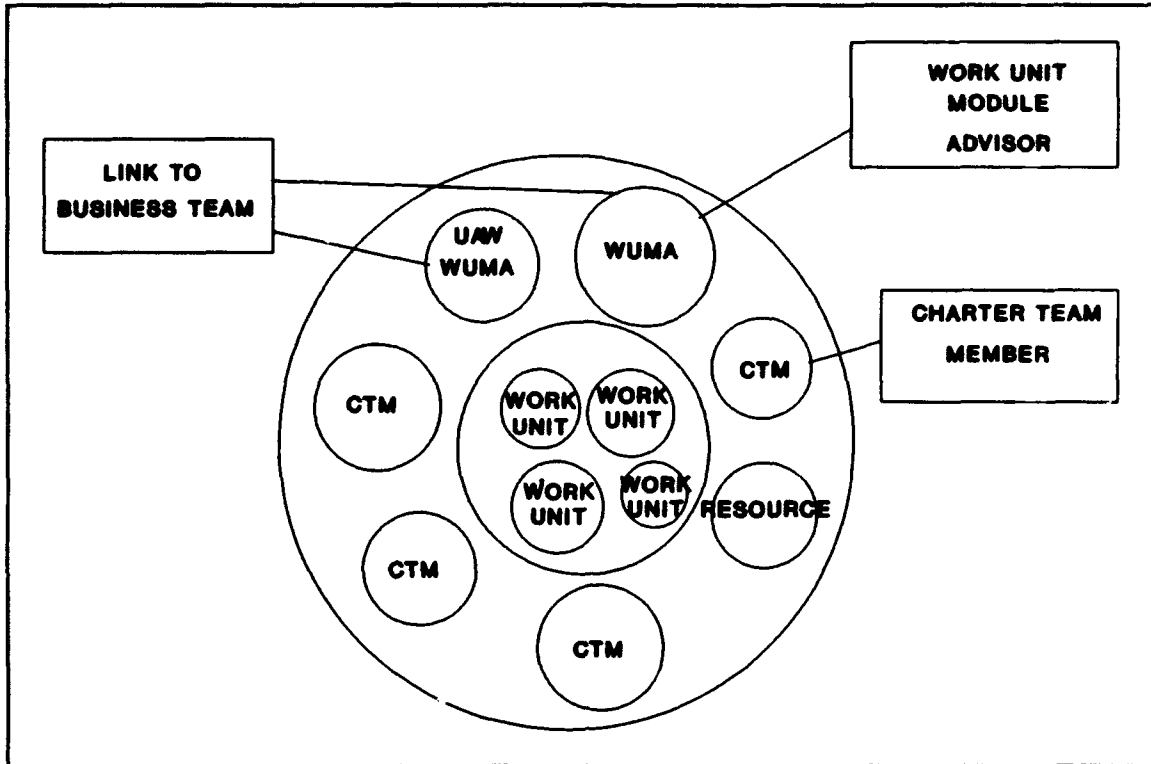 WORK UNIT
MODULE
ADVISOR
LINK TO
BUSINESS TEAM
UAW
WUMA
WUMA
CHARTER TEAM
MEMBER
CTM
CTM
WORK
UNIT
WORK
UNIT
WORK
UNIT
WORK
UNIT
RESOURCE
CTM
CTM